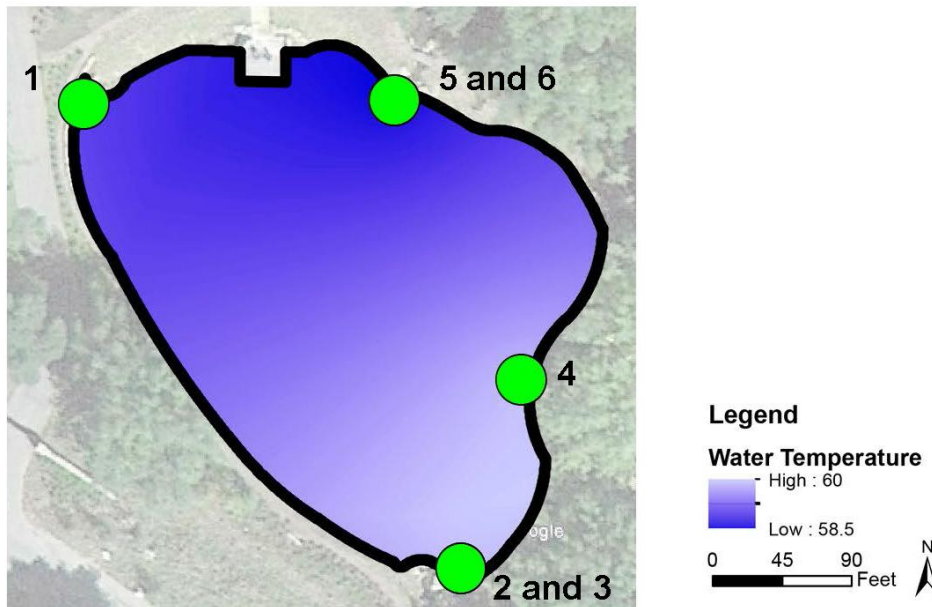 1
5 and 6
4
ogle
2 and 3
Legend
Water Temperature
High : 60
Low : 58.5
0 45 90
Feet
N